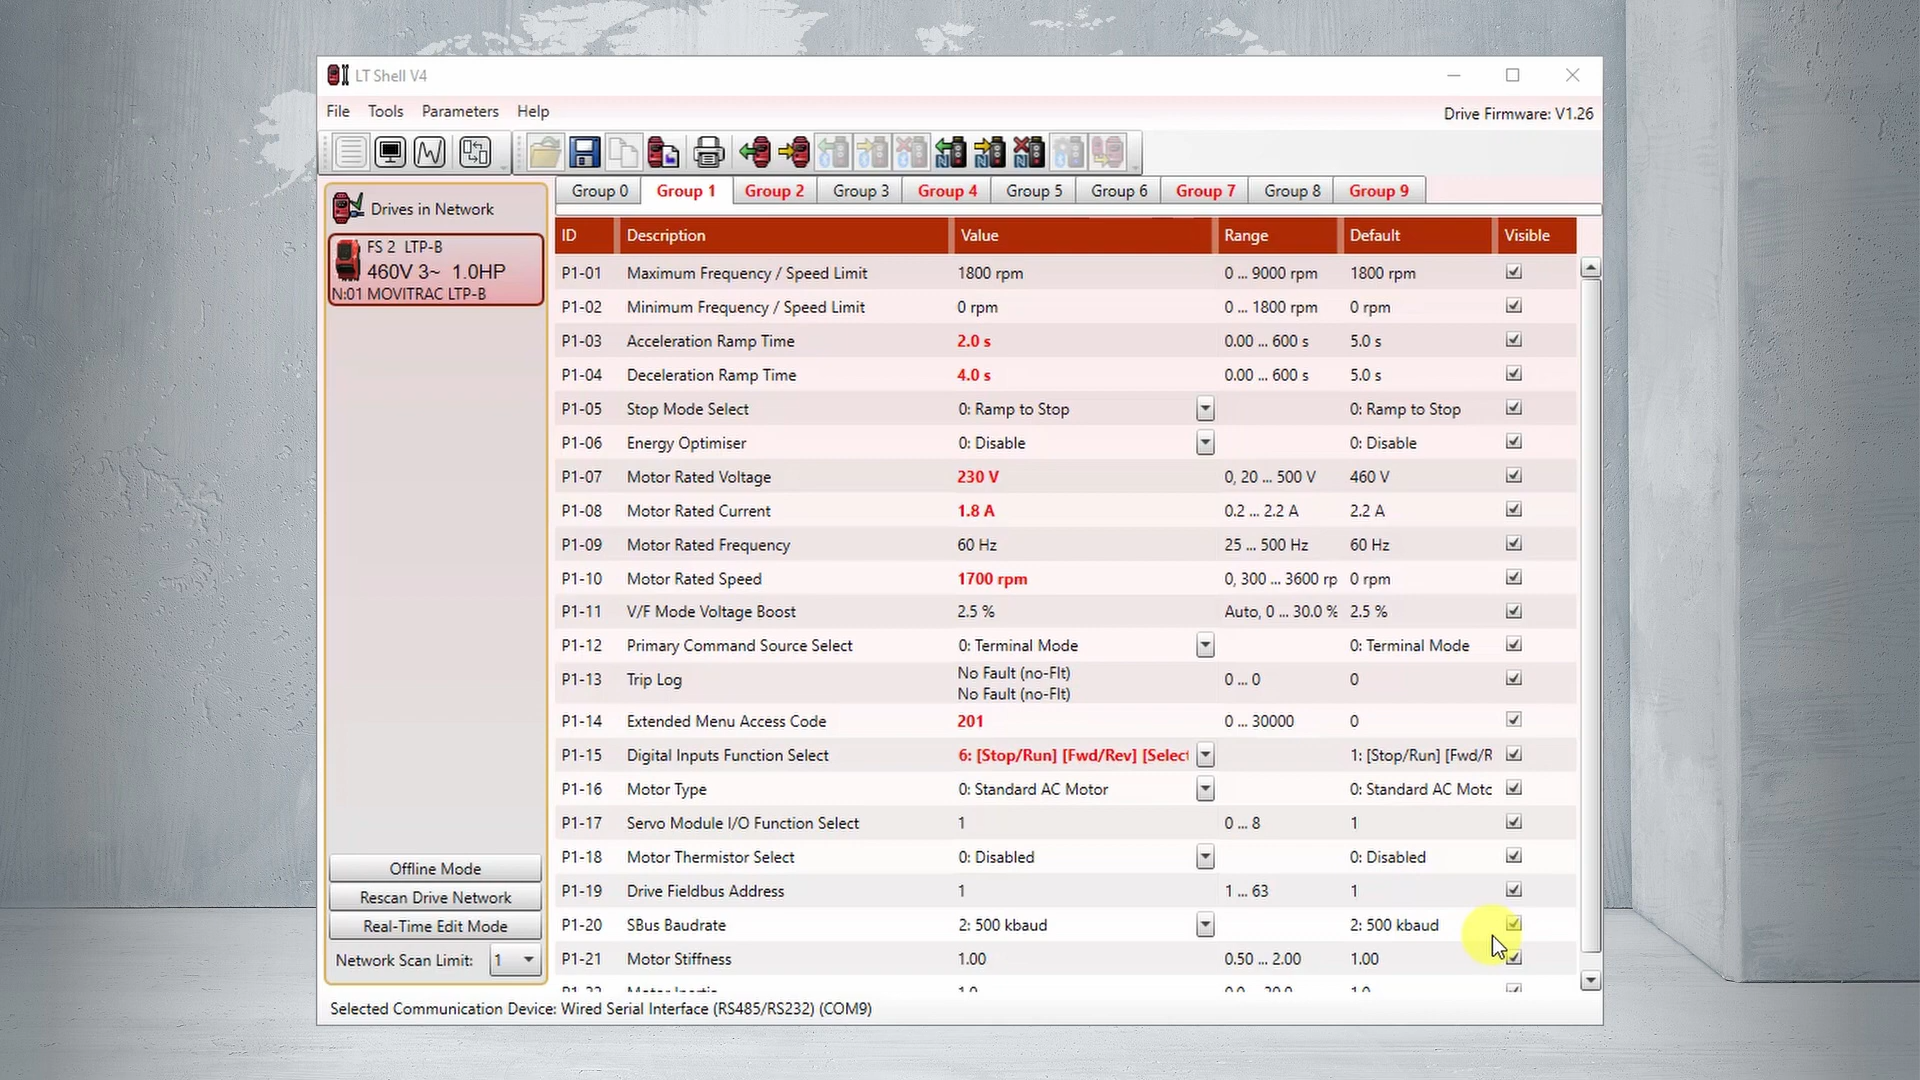 LT Shell V4
File Tools Parameters Help
Drive Firmware: V1.26
Drives in Network
FS 2 LTP-B
460V 3~ 1.0HP
N:01 MOVITRAC LTP-B
Group 0 Group 1 Group 2 Group 3 Group 4 Group 5 Group 6 Group 7 Group 8 Group 9
ID Description Value Range Default Visible
P1-01 Maximum Frequency / Speed Limit 1800 rpm 0 ... 9000 rpm 1800 rpm
P1-02 Minimum Frequency / Speed Limit 0 rpm 0 ... 1800 rpm 0 rpm
P1-03 Acceleration Ramp Time 2.0 s 0.00 ... 600 s 5.0 s
P1-04 Deceleration Ramp Time 4.0 s 0.00 ... 600 s 5.0 s
P1-05 Stop Mode Select 0: Ramp to Stop 0: Ramp to Stop
P1-06 Energy Optimiser 0: Disable 0: Disable
P1-07 Motor Rated Voltage 230 V 0, 20 ... 500 V 460 V
P1-08 Motor Rated Current 1.8 A 0.2 ... 2.2 A 2.2 A
P1-09 Motor Rated Frequency 60 Hz 25 ... 500 Hz 60 Hz
P1-10 Motor Rated Speed 1700 rpm 0, 300 ... 3600 rp 0 rpm
P1-11 V/F Mode Voltage Boost 2.5 % Auto, 0 ... 30.0 % 2.5 %
P1-12 Primary Command Source Select 0: Terminal Mode 0: Terminal Mode
P1-13 Trip Log No Fault (no-Flt) 0 ... 0 0
No Fault (no-Flt)
P1-14 Extended Menu Access Code 201 0 ... 30000 0
P1-15 Digital Inputs Function Select 6: [Stop/Run] [Fwd/Rev] [Select 1: [Stop/Run] [Fwd/R
P1-16 Motor Type 0: Standard AC Motor 0: Standard AC Motc
P1-17 Servo Module I/O Function Select 1 0 ... 8 1
P1-18 Motor Thermistor Select 0: Disabled 0: Disabled
P1-19 Drive Fieldbus Address 1 1 ... 63 1
P1-20 SBus Baudrate 2: 500 kbaud 2: 500 kbaud
P1-21 Motor Stiffness 1.00 0.50 ... 2.00 1.00
Offline Mode
Rescan Drive Network
Real-Time Edit Mode
Network Scan Limit: 1
Selected Communication Device: Wired Serial Interface (RS485/RS232) (COM9)